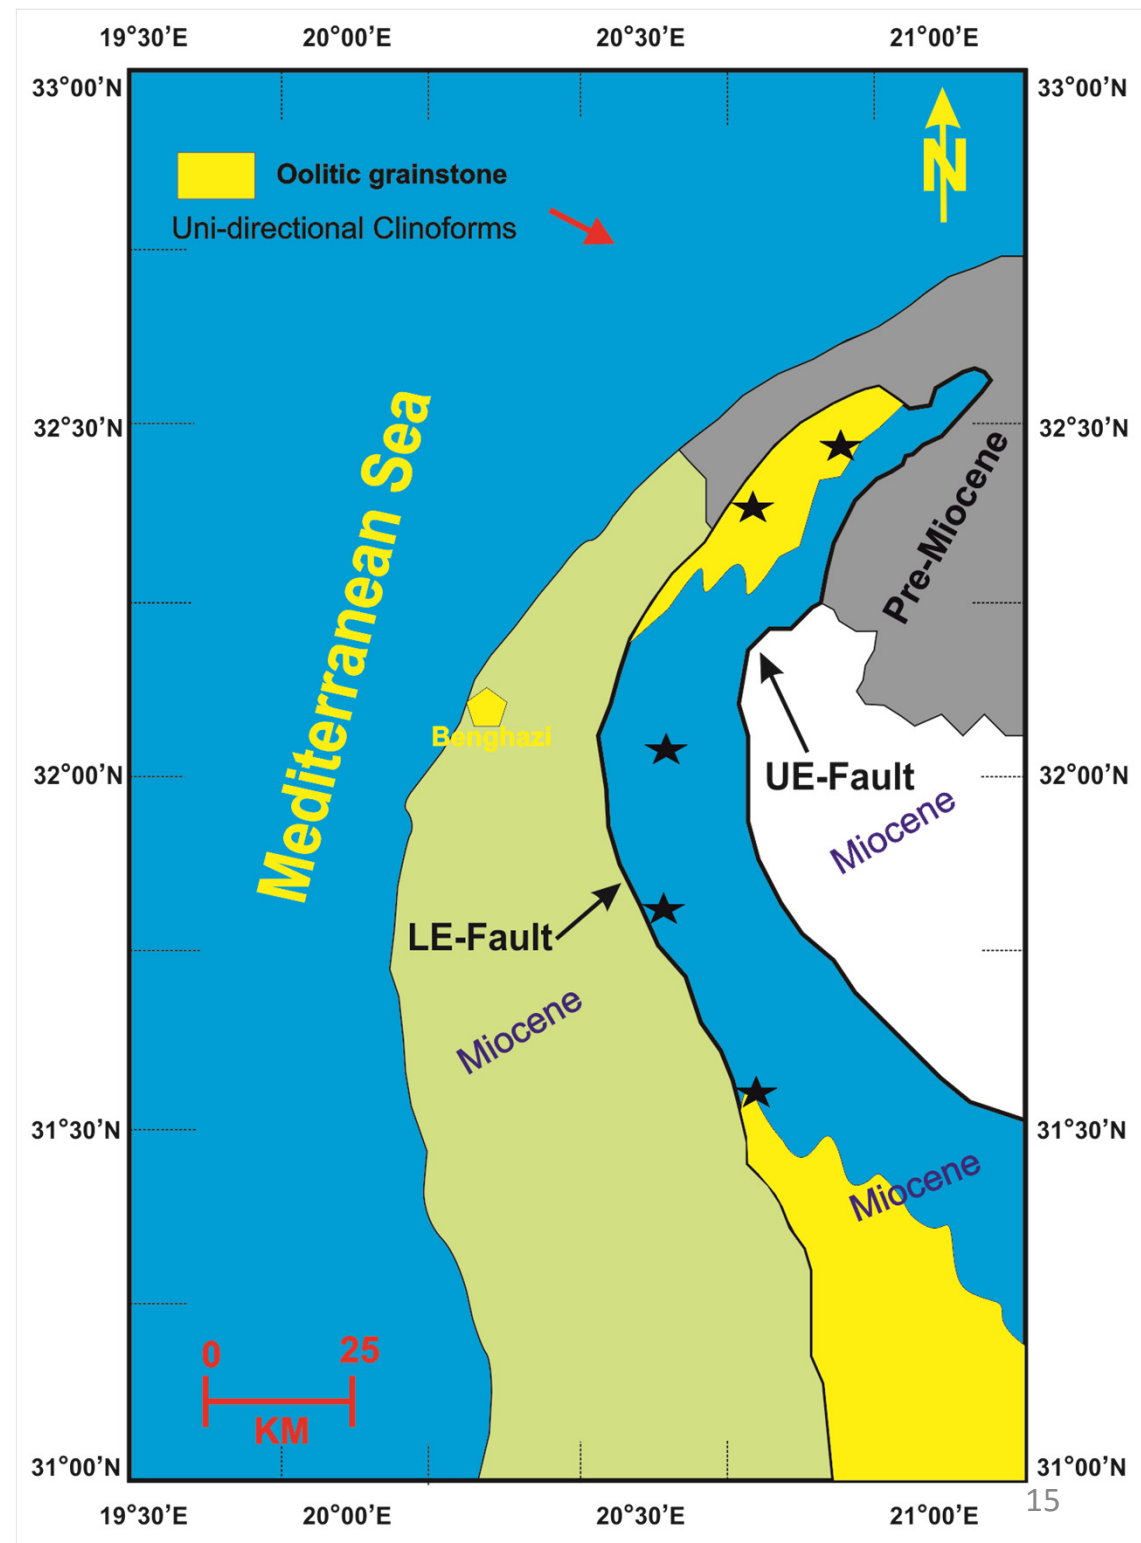 19°30’E 20°00’E 20°30’E 21°00’E
33°00’N 33°00’N
N
Oolitic grainstone
Uni-directional Clinoforms
32°30’N 32°30’N
Mediterranean Sea
Pre-Miocene
Benghazi
32°00’N UE-Fault 32°00’N
Miocene
LE-Fault
Miocene
31°30’N 31°30’N
Miocene
0 25
KM
31°00’N 31°00’N
15
19°30’E 20°00’E 20°30’E 21°00’E